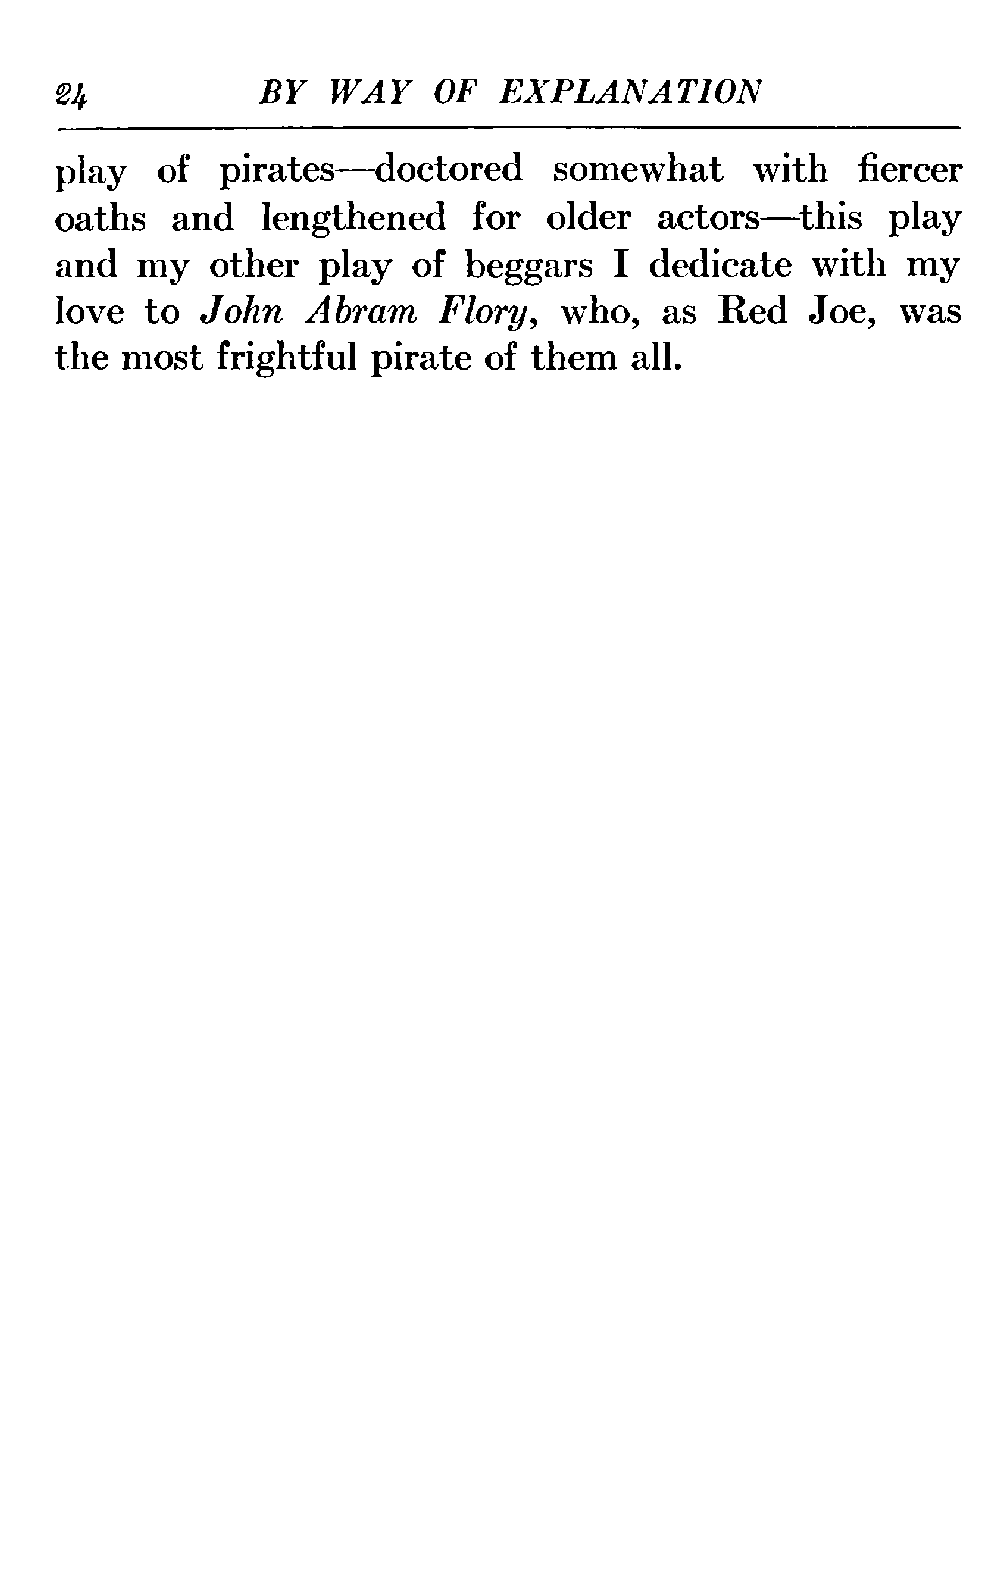 24 BY WAY OF EXPLANATION
play of pirates—doctored somewhat with fiercer
oaths and lengthened for older actors—this play
and my other play of beggars I dedicate with my
love to John Abram Flory, who, as Red Joe, was
the most frightful pirate of them all.